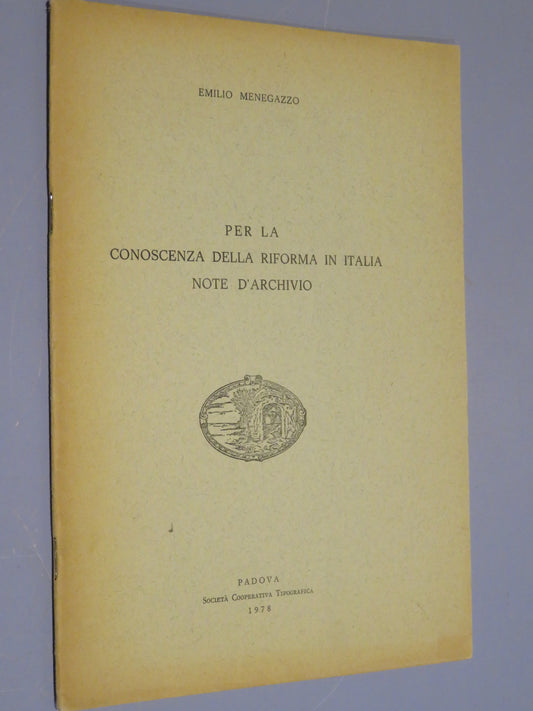 EMILIO MENEGAZZO
PER LA
CONOSCENZA DELLA RIFORMA IN ITALIA
NOTE D'ARCHIVIO
PADOVA
SOCIETÀ COOPERATIVA TIPOGRAFICA
1978